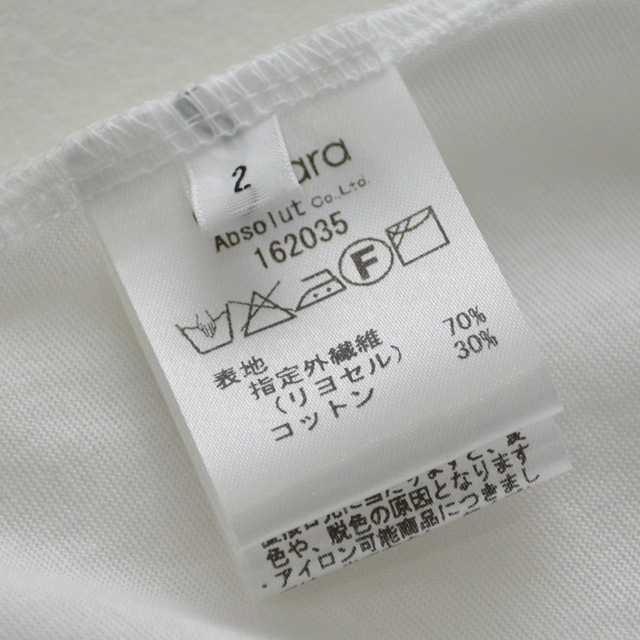 2
Absolut Co.,Ltd.
162035
F
表地 指定外繊維 70%
(リヨセル)
コットン 30%
色や、脱色の原因となります
・アイロン可能商品につきまし